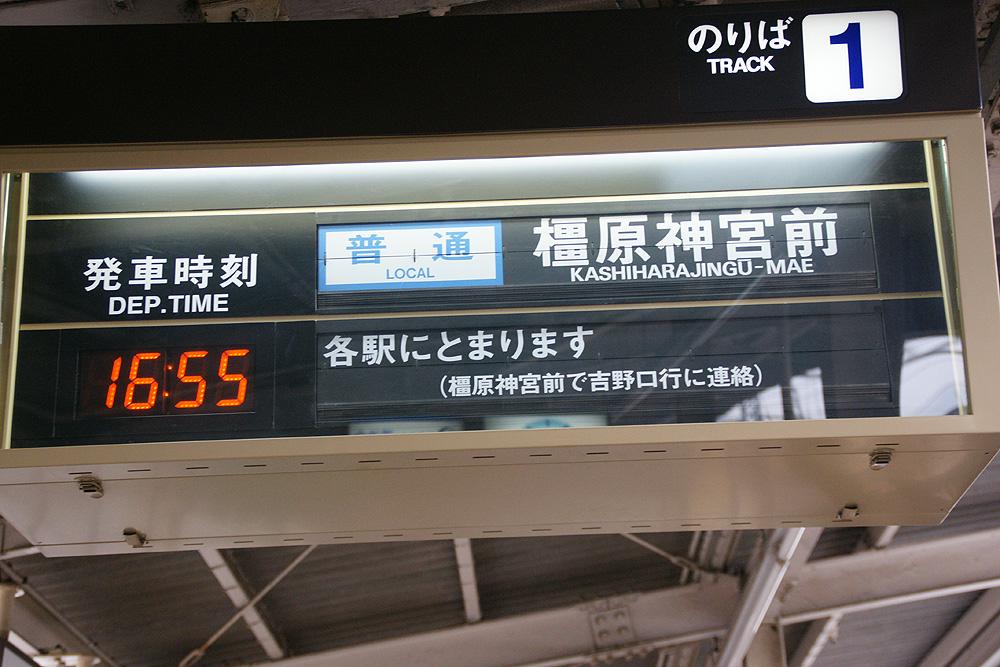 のりば
TRACK
1
発車時刻
DEP.TIME
普通
LOCAL
橿原神宮前
KASHIHARAJINGU-MAE
16:55
各駅にとまります
(橿原神宮前で吉野口行に連絡)